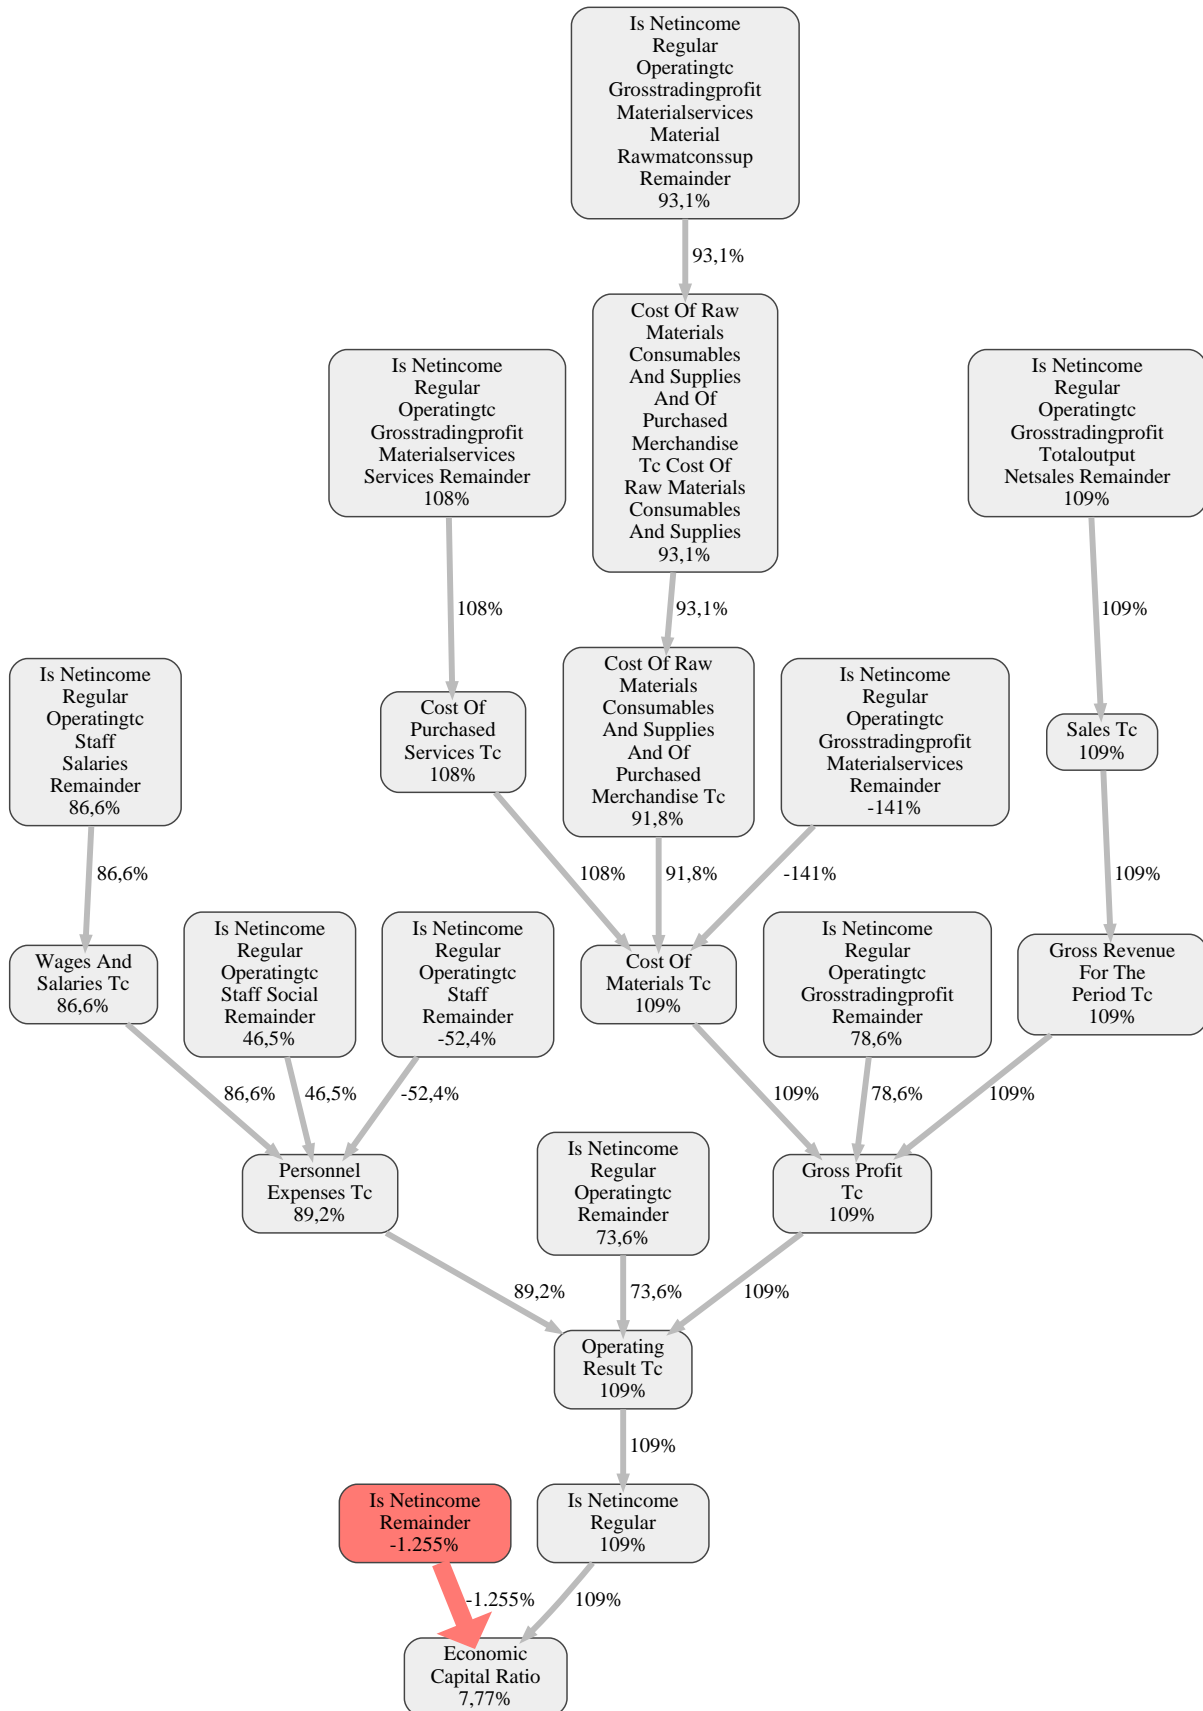 Is Netincome
Regular
Operatingtc
Grosstradingprofit
Materialservices
Material
Rawmatconssup
Remainder
93,1%
93,1%
Cost Of Raw
Materials
Consumables
And Supplies
And Of
Purchased
Merchandise
Tc Cost Of
Raw Materials
Consumables
And Supplies
93,1%
Is Netincome
Regular
Operatingtc
Grosstradingprofit
Materialservices
Services Remainder
108%
Is Netincome
Regular
Operatingtc
Grosstradingprofit
Totaloutput
Netsales Remainder
109%
108%
93,1%
109%
Is Netincome
Regular
Operatingtc
Staff
Salaries
Remainder
86,6%
Cost Of
Purchased
Services Tc
108%
Cost Of Raw
Materials
Consumables
And Supplies
And Of
Purchased
Merchandise Tc
91,8%
Is Netincome
Regular
Operatingtc
Grosstradingprofit
Materialservices
Remainder
-141%
Sales Tc
109%
86,6%
108%
91,8%
-141%
109%
Wages And
Salaries Tc
86,6%
Is Netincome
Regular
Operatingtc
Staff Social
Remainder
46,5%
Is Netincome
Regular
Operatingtc
Staff
Remainder
-52,4%
Cost Of
Materials Tc
109%
Is Netincome
Regular
Operatingtc
Grosstradingprofit
Remainder
78,6%
Gross Revenue
For The
Period Tc
109%
86,6%
46,5%
-52,4%
109%
78,6%
109%
Personnel
Expenses Tc
89,2%
Is Netincome
Regular
Operatingtc
Remainder
73,6%
Gross Profit
Tc
109%
89,2%
73,6%
109%
Operating
Result Tc
109%
109%
Is Netincome
Remainder
-1.255%
Is Netincome
Regular
109%
-1.255%
109%
Economic
Capital Ratio
7,77%